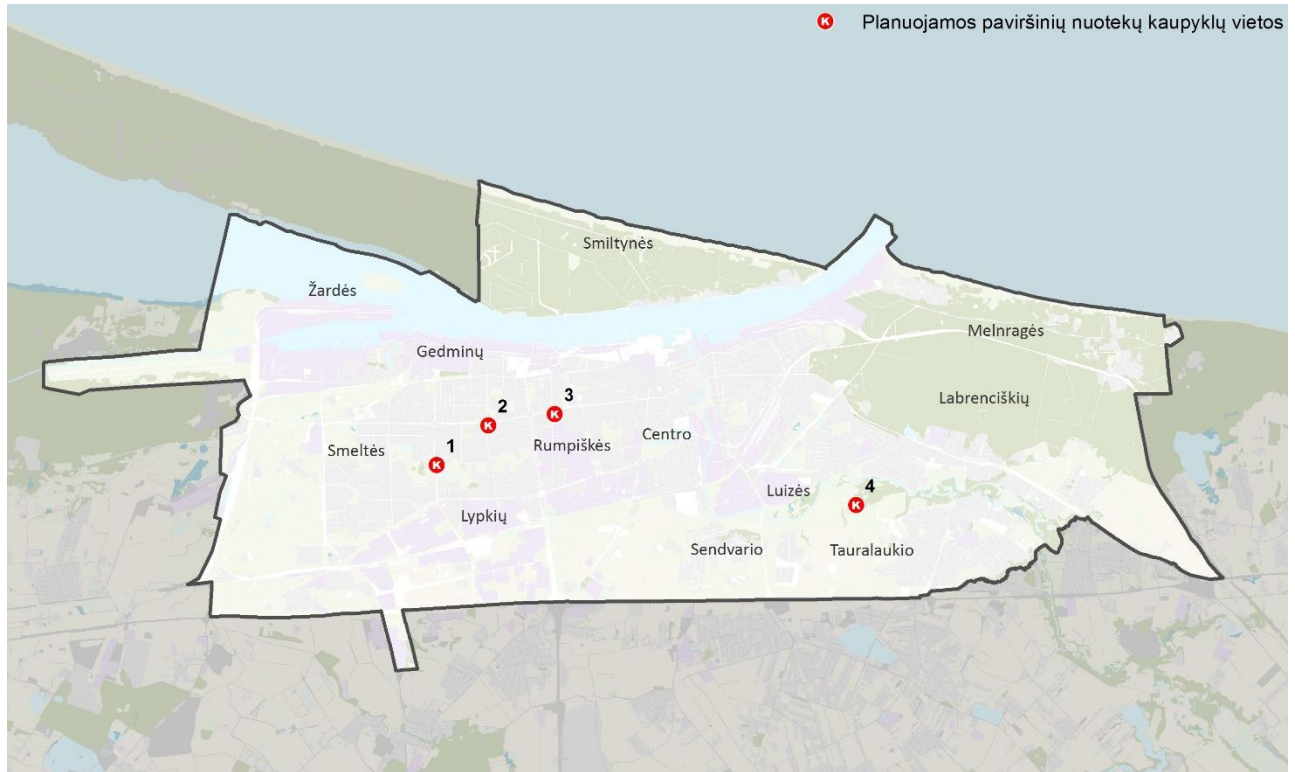 K Planuojamos paviršinių nuotekų kaupyklų vietos
Smiltynės
Žardės
Melnragės
Gedminų
Labrenciškių
3
K
2
K
Centro
Rumpiškės
Smeltės
1
K
Luizės
4
K
Lypkių
Sendvario
Tauralaukio